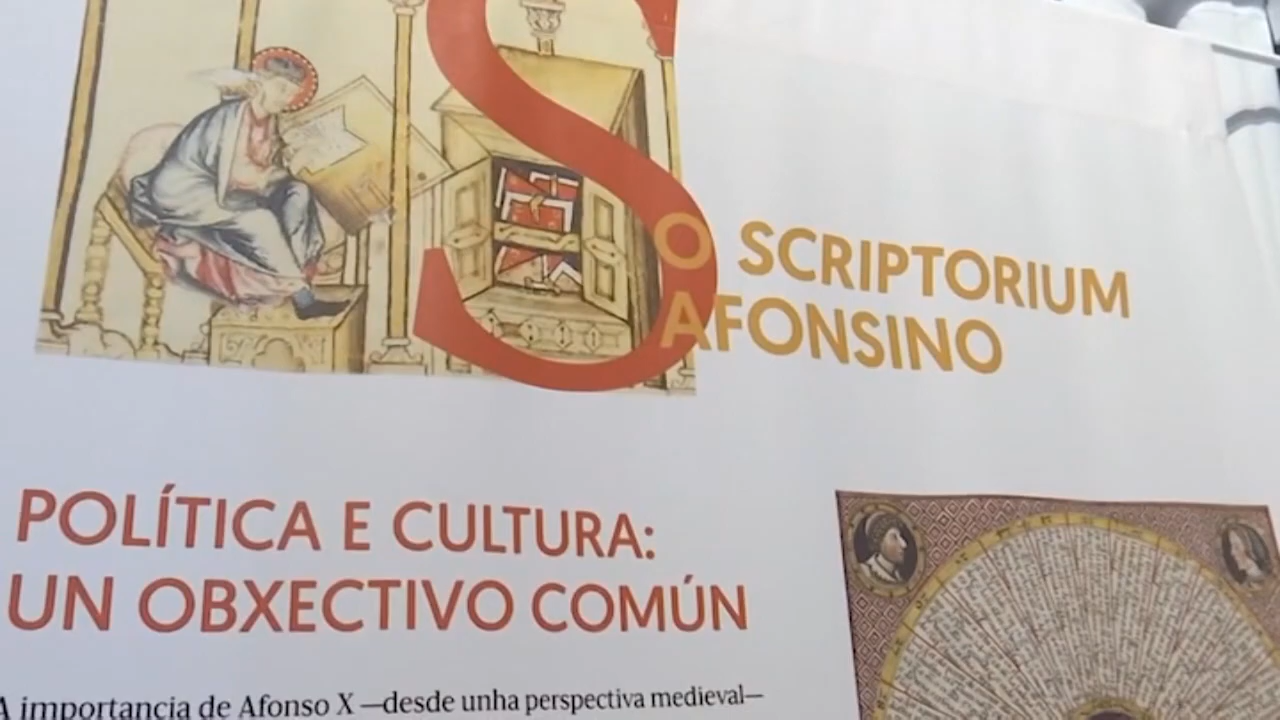 S
O SCRIPTORIUM
AFONSINO
POLÍTICA E CULTURA:
UN OBXECTIVO COMÚN
A importancia de Afonso X —desde unha perspectiva medieval—